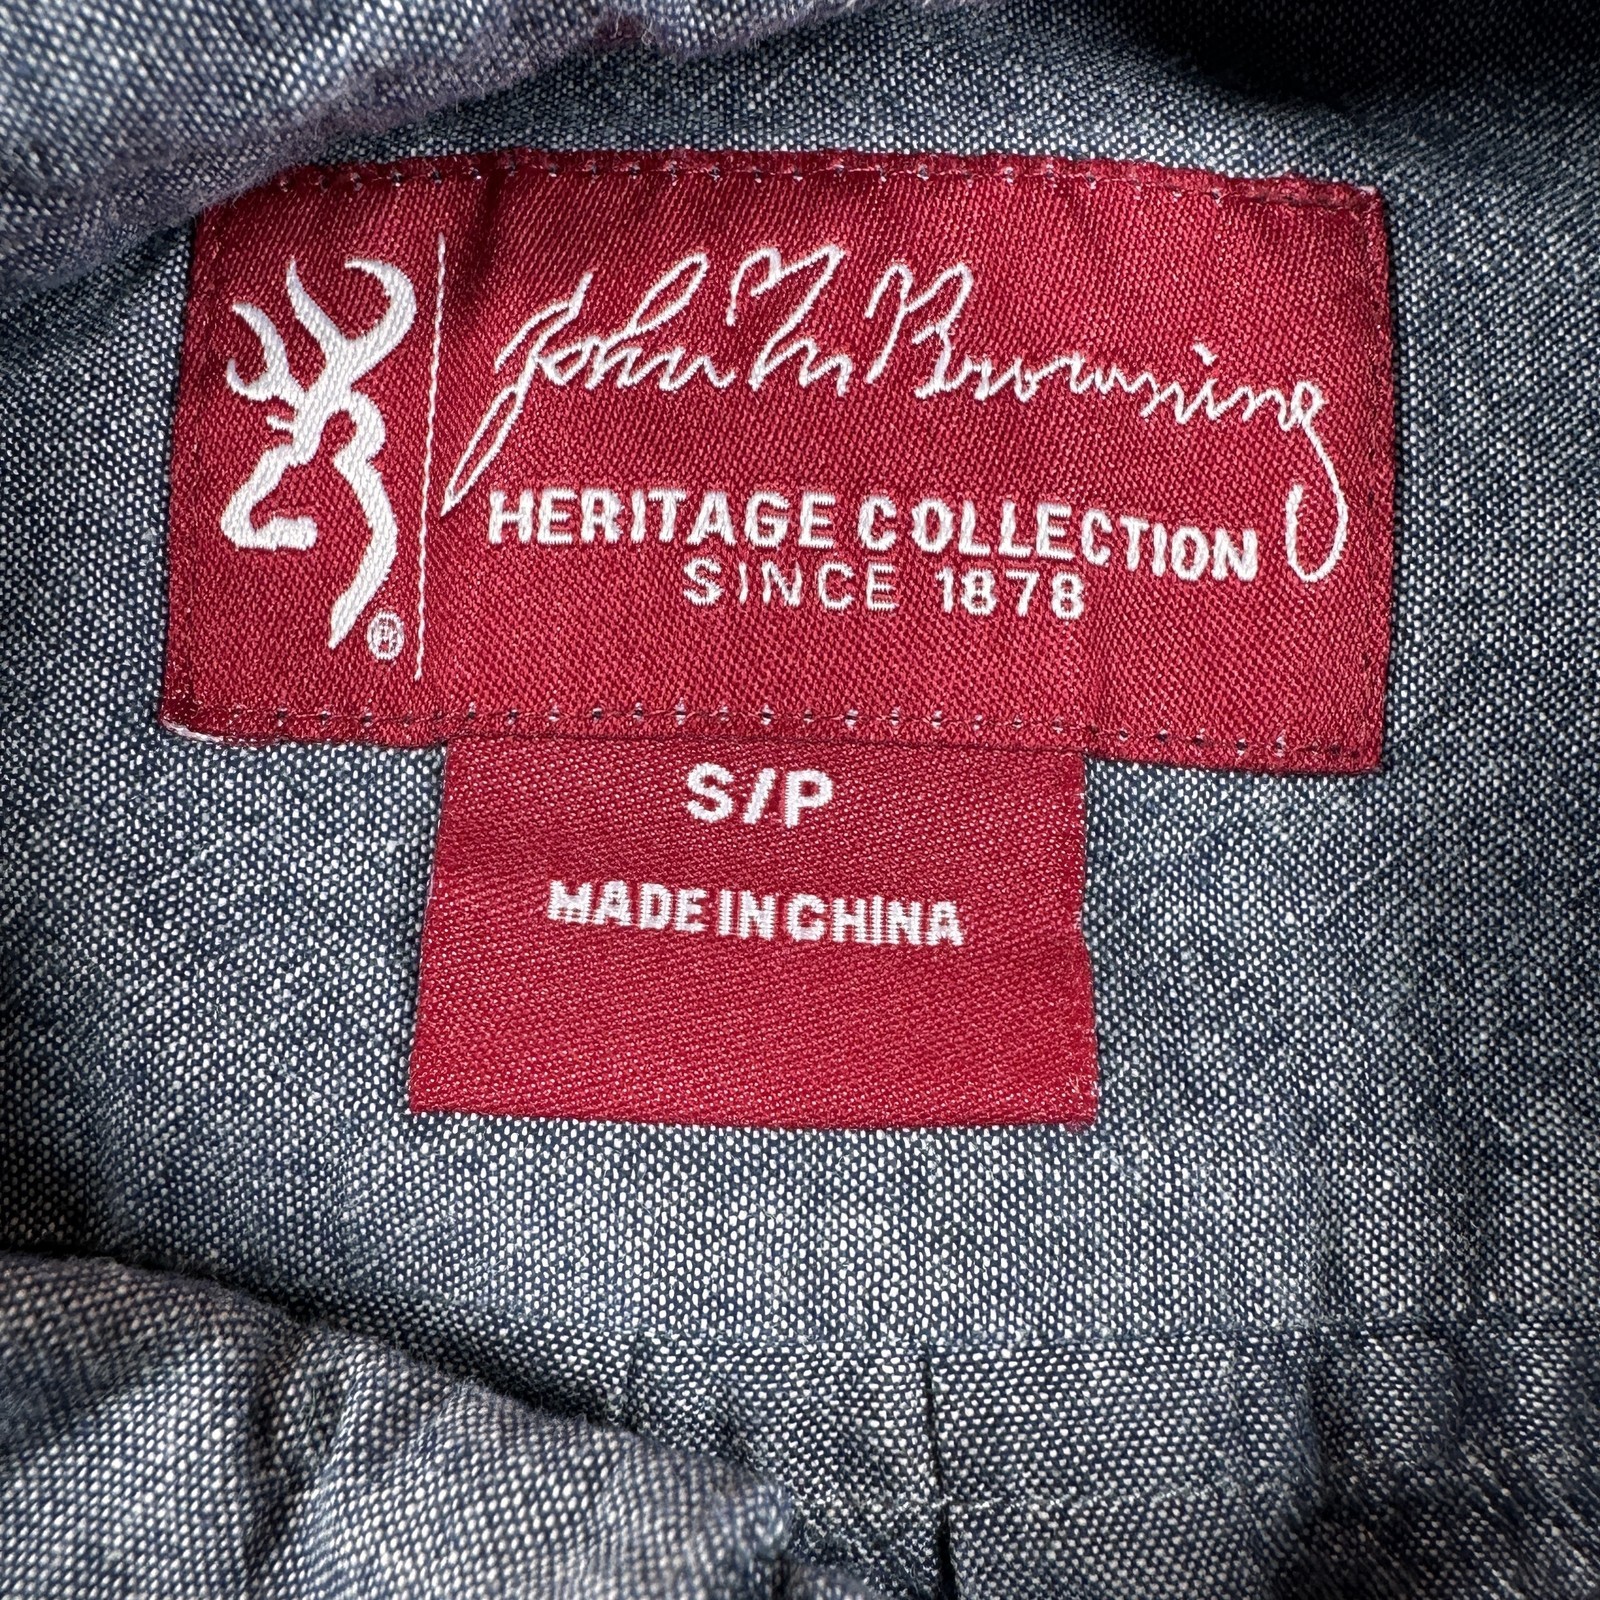 John M Browning
HERITAGE COLLECTION
SINCE 1878
®
S/P
MADE IN CHINA